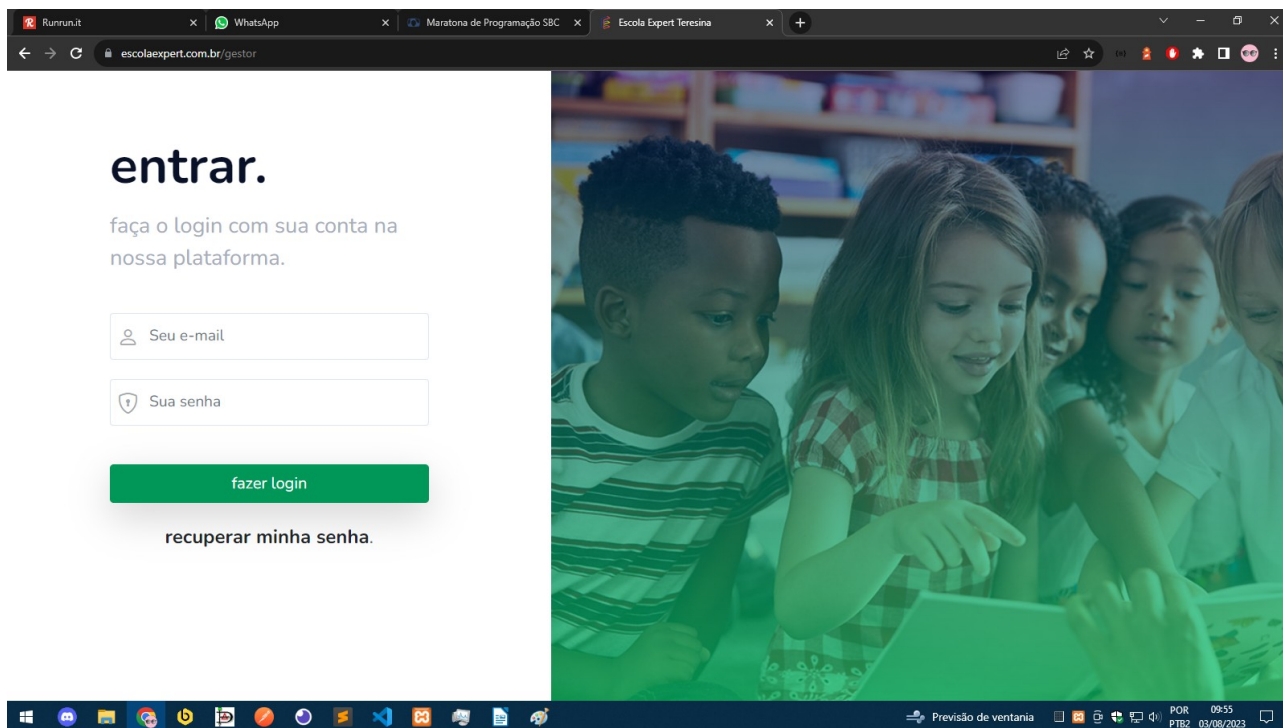 Runrun.it
WhatsApp
Maratona de Programação SBC
Escola Expert Teresina
escolaexpert.com.br/gestor
entrar.
faça o login com sua conta na
nossa plataforma.
Seu e-mail
Sua senha
fazer login
recuperar minha senha.
Previsão de ventania
POR
PTB2
09:55
03/08/2023